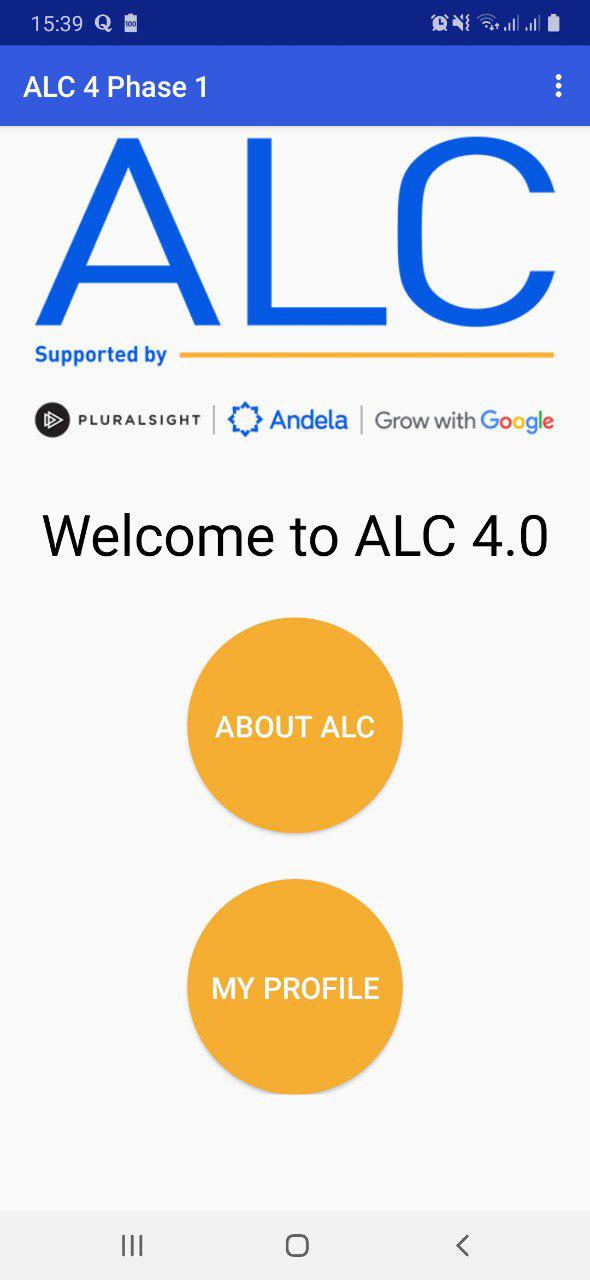 15:39 Q 100
ALC 4 Phase 1
ALC
Supported by
PLURALSIGHT | Andela | Grow with Google
Welcome to ALC 4.0
ABOUT ALC
MY PROFILE